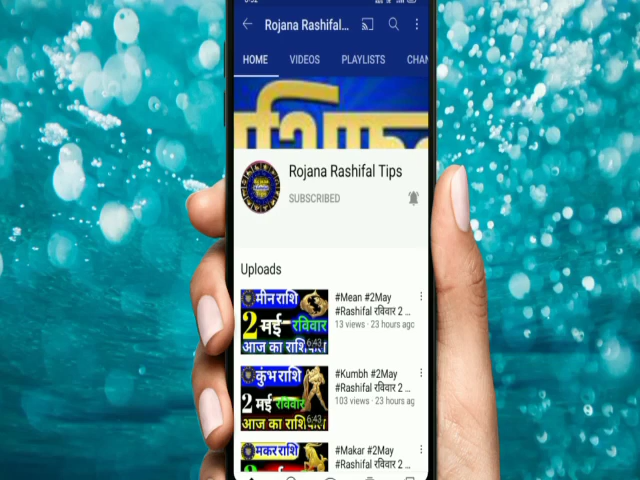 Rojana Rashifal...
HOME VIDEOS PLAYLISTS CHAN
Rojana Rashifal Tips
SUBSCRIBED
Uploads
मीन राशि
2 मई-रविवार
आज का राशिफल
6:43
#Mean #2May
#Rashifal रविवार 2 ...
13 views · 23 hours ago
कुंभ राशि
2 मई रविवार
आज का राशिफल
6:43
#Kumbh #2May
#Rashifal रविवार 2 ...
103 views · 23 hours ag
मकर राशि
#Makar #2May
#Rashifal रविवार 2 ...